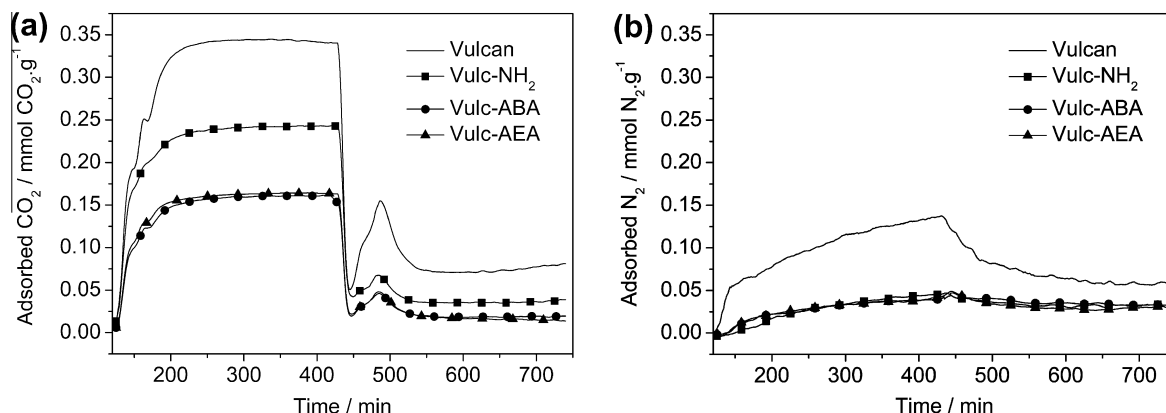 (a)
Adsorbed CO₂ / mmol CO₂.g⁻¹
0.35
0.30
0.25
0.20
0.15
0.10
0.05
0.00
Vulcan
Vulc-NH₂
Vulc-ABA
Vulc-AEA
200 300 400 500 600 700
Time / min
(b)
Adsorbed N₂ / mmol N₂.g⁻¹
0.35
0.30
0.25
0.20
0.15
0.10
0.05
0.00
Vulcan
Vulc-NH₂
Vulc-ABA
Vulc-AEA
200 300 400 500 600 700
Time / min